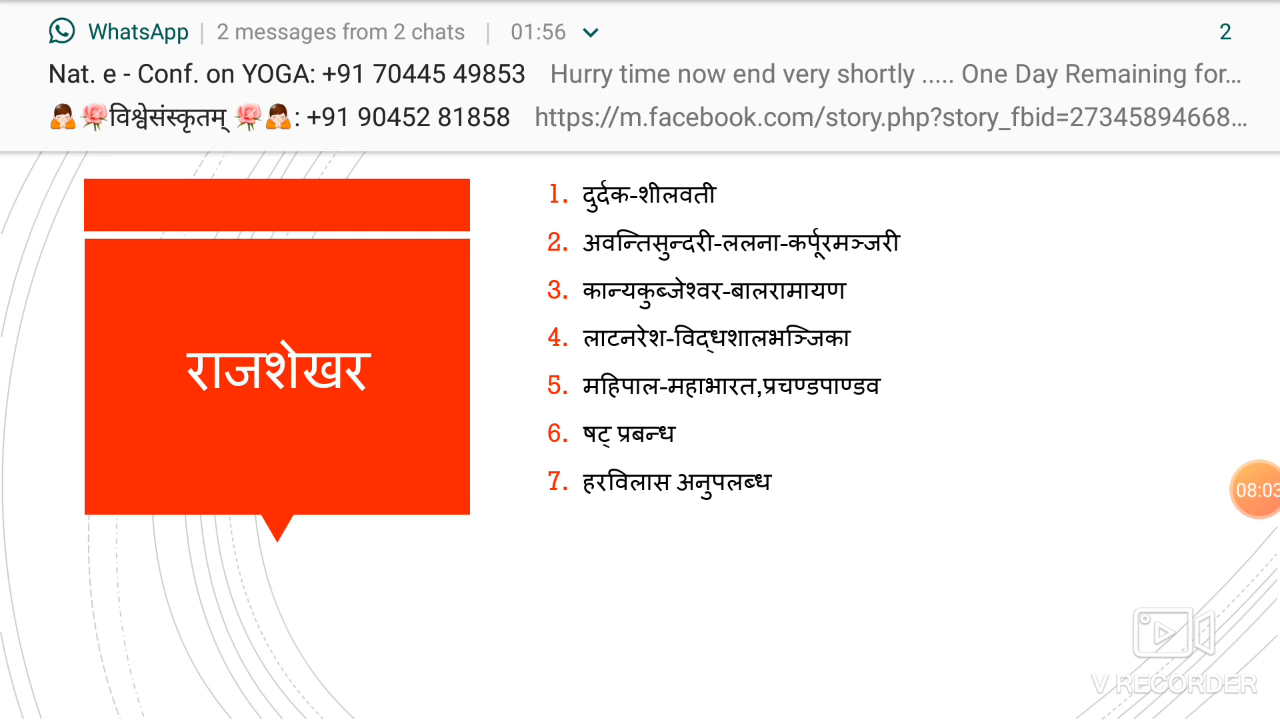 WhatsApp | 2 messages from 2 chats | 01:56 2
Nat. e - Conf. on YOGA: +91 70445 49853 Hurry time now end very shortly ..... One Day Remaining for...
🙏🌹विश्वेसंस्कृतम् 🌹🙏: +91 90452 81858 https://m.facebook.com/story.php?story_fbid=27345894668...
राजशेखर
1. दुर्दक-शीलवती
2. अवन्तिसुन्दरी-ललना-कर्पूरमञ्जरी
3. कान्यकुब्जेश्वर-बालरामायण
4. लाटनरेश-विद्धशालभञ्जिका
5. महिपाल-महाभारत,प्रचण्डपाण्डव
6. षट् प्रबन्ध
7. हरविलास अनुपलब्ध
08:03
V RECORDER